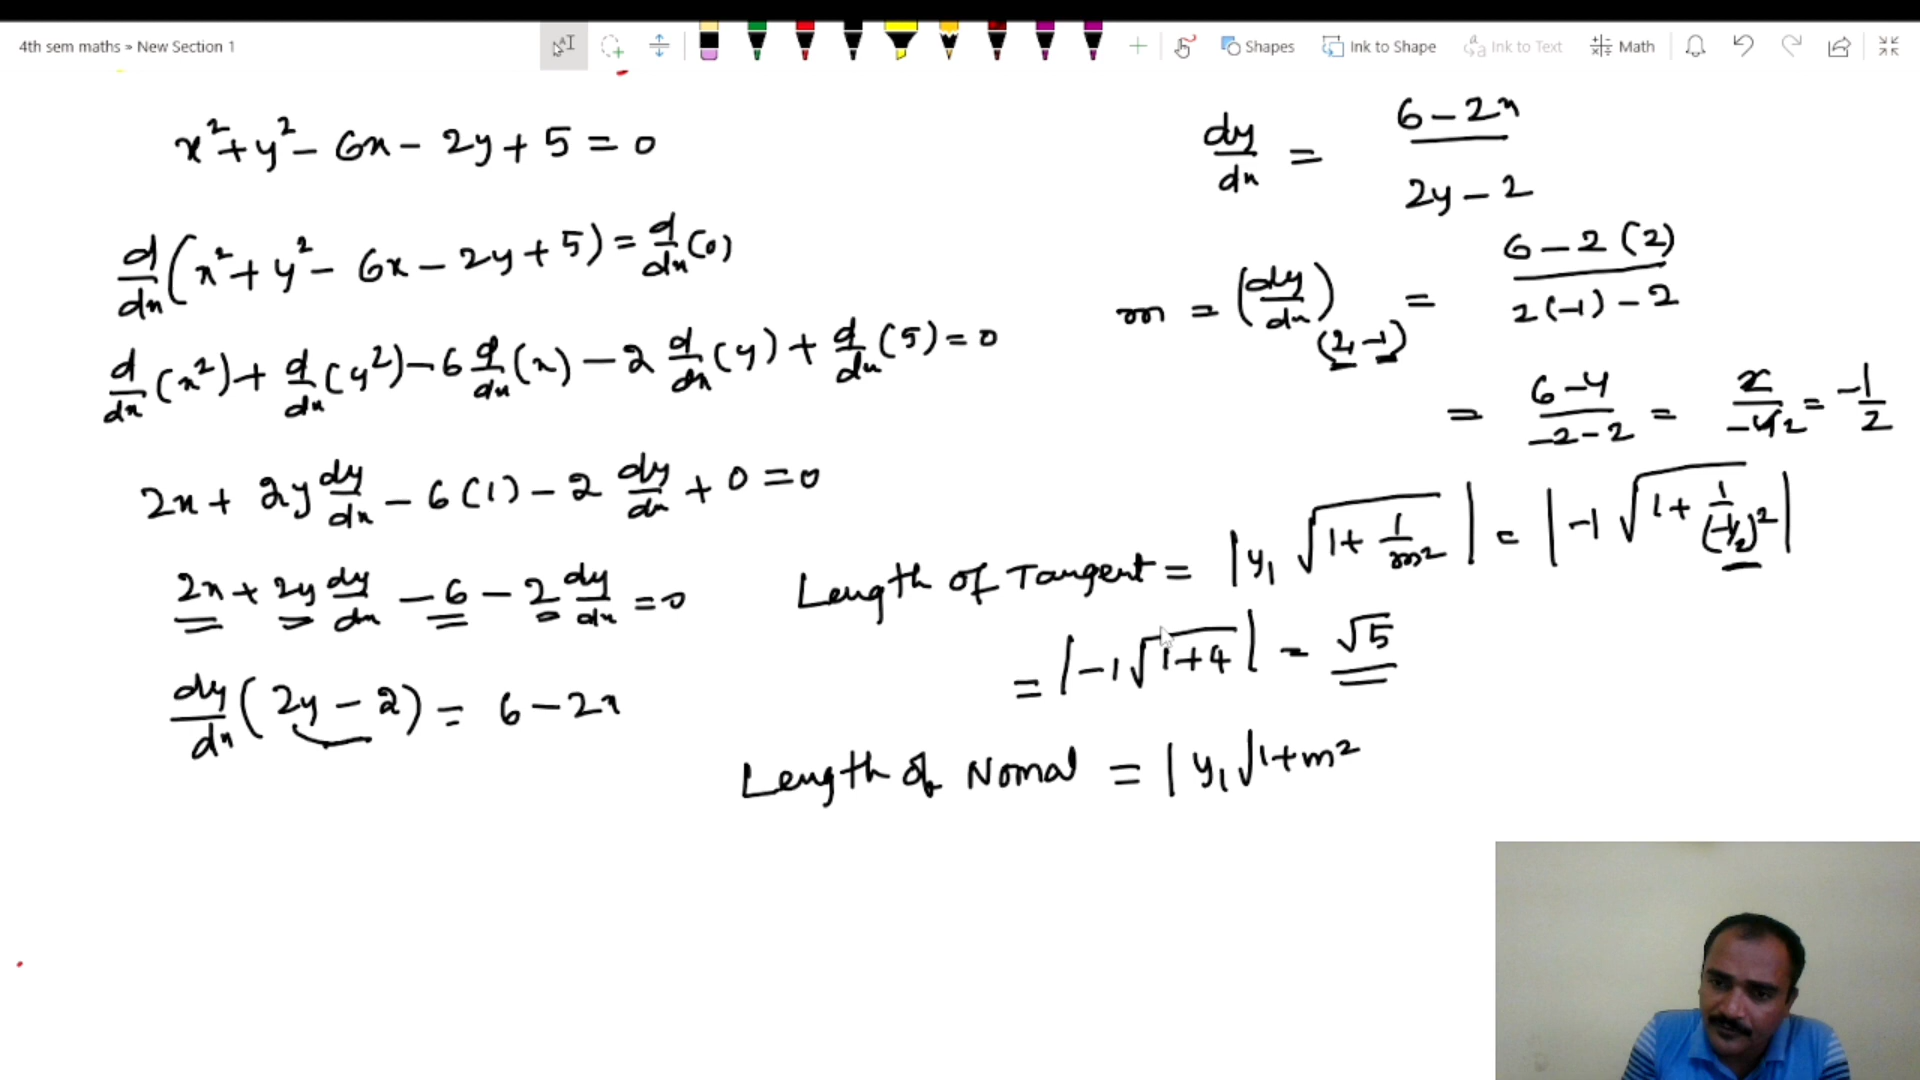 4th sem maths » New Section 1
Shapes Ink to Shape Ink to Text Math
x² + y² - 6x - 2y + 5 = 0
d/dx (x² + y² - 6x - 2y + 5) = d/dx (0)
d/dx (x²) + d/dx (y²) - 6 d/dx (x) - 2 d/dx (y) + d/dx (5) = 0
2x + 2y dy/dx - 6(1) - 2 dy/dx + 0 = 0
2x + 2y dy/dx - 6 - 2 dy/dx = 0
dy/dx (2y - 2) = 6 - 2x
dy/dx = (6 - 2x)/(2y - 2)
m = (dy/dx)(2, -1) = (6 - 2(2))/(2(-1) - 2)
= (6 - 4)/(-2 - 2) = 2/-4 2 = -1/2
Length of Tangent = |y₁ √(1 + 1/m²)| = |-1 √(1 + 1/(-1/2)²)|
= |-1 √(1+4)| = √5
Length of Nomal = |y₁ √1+m²